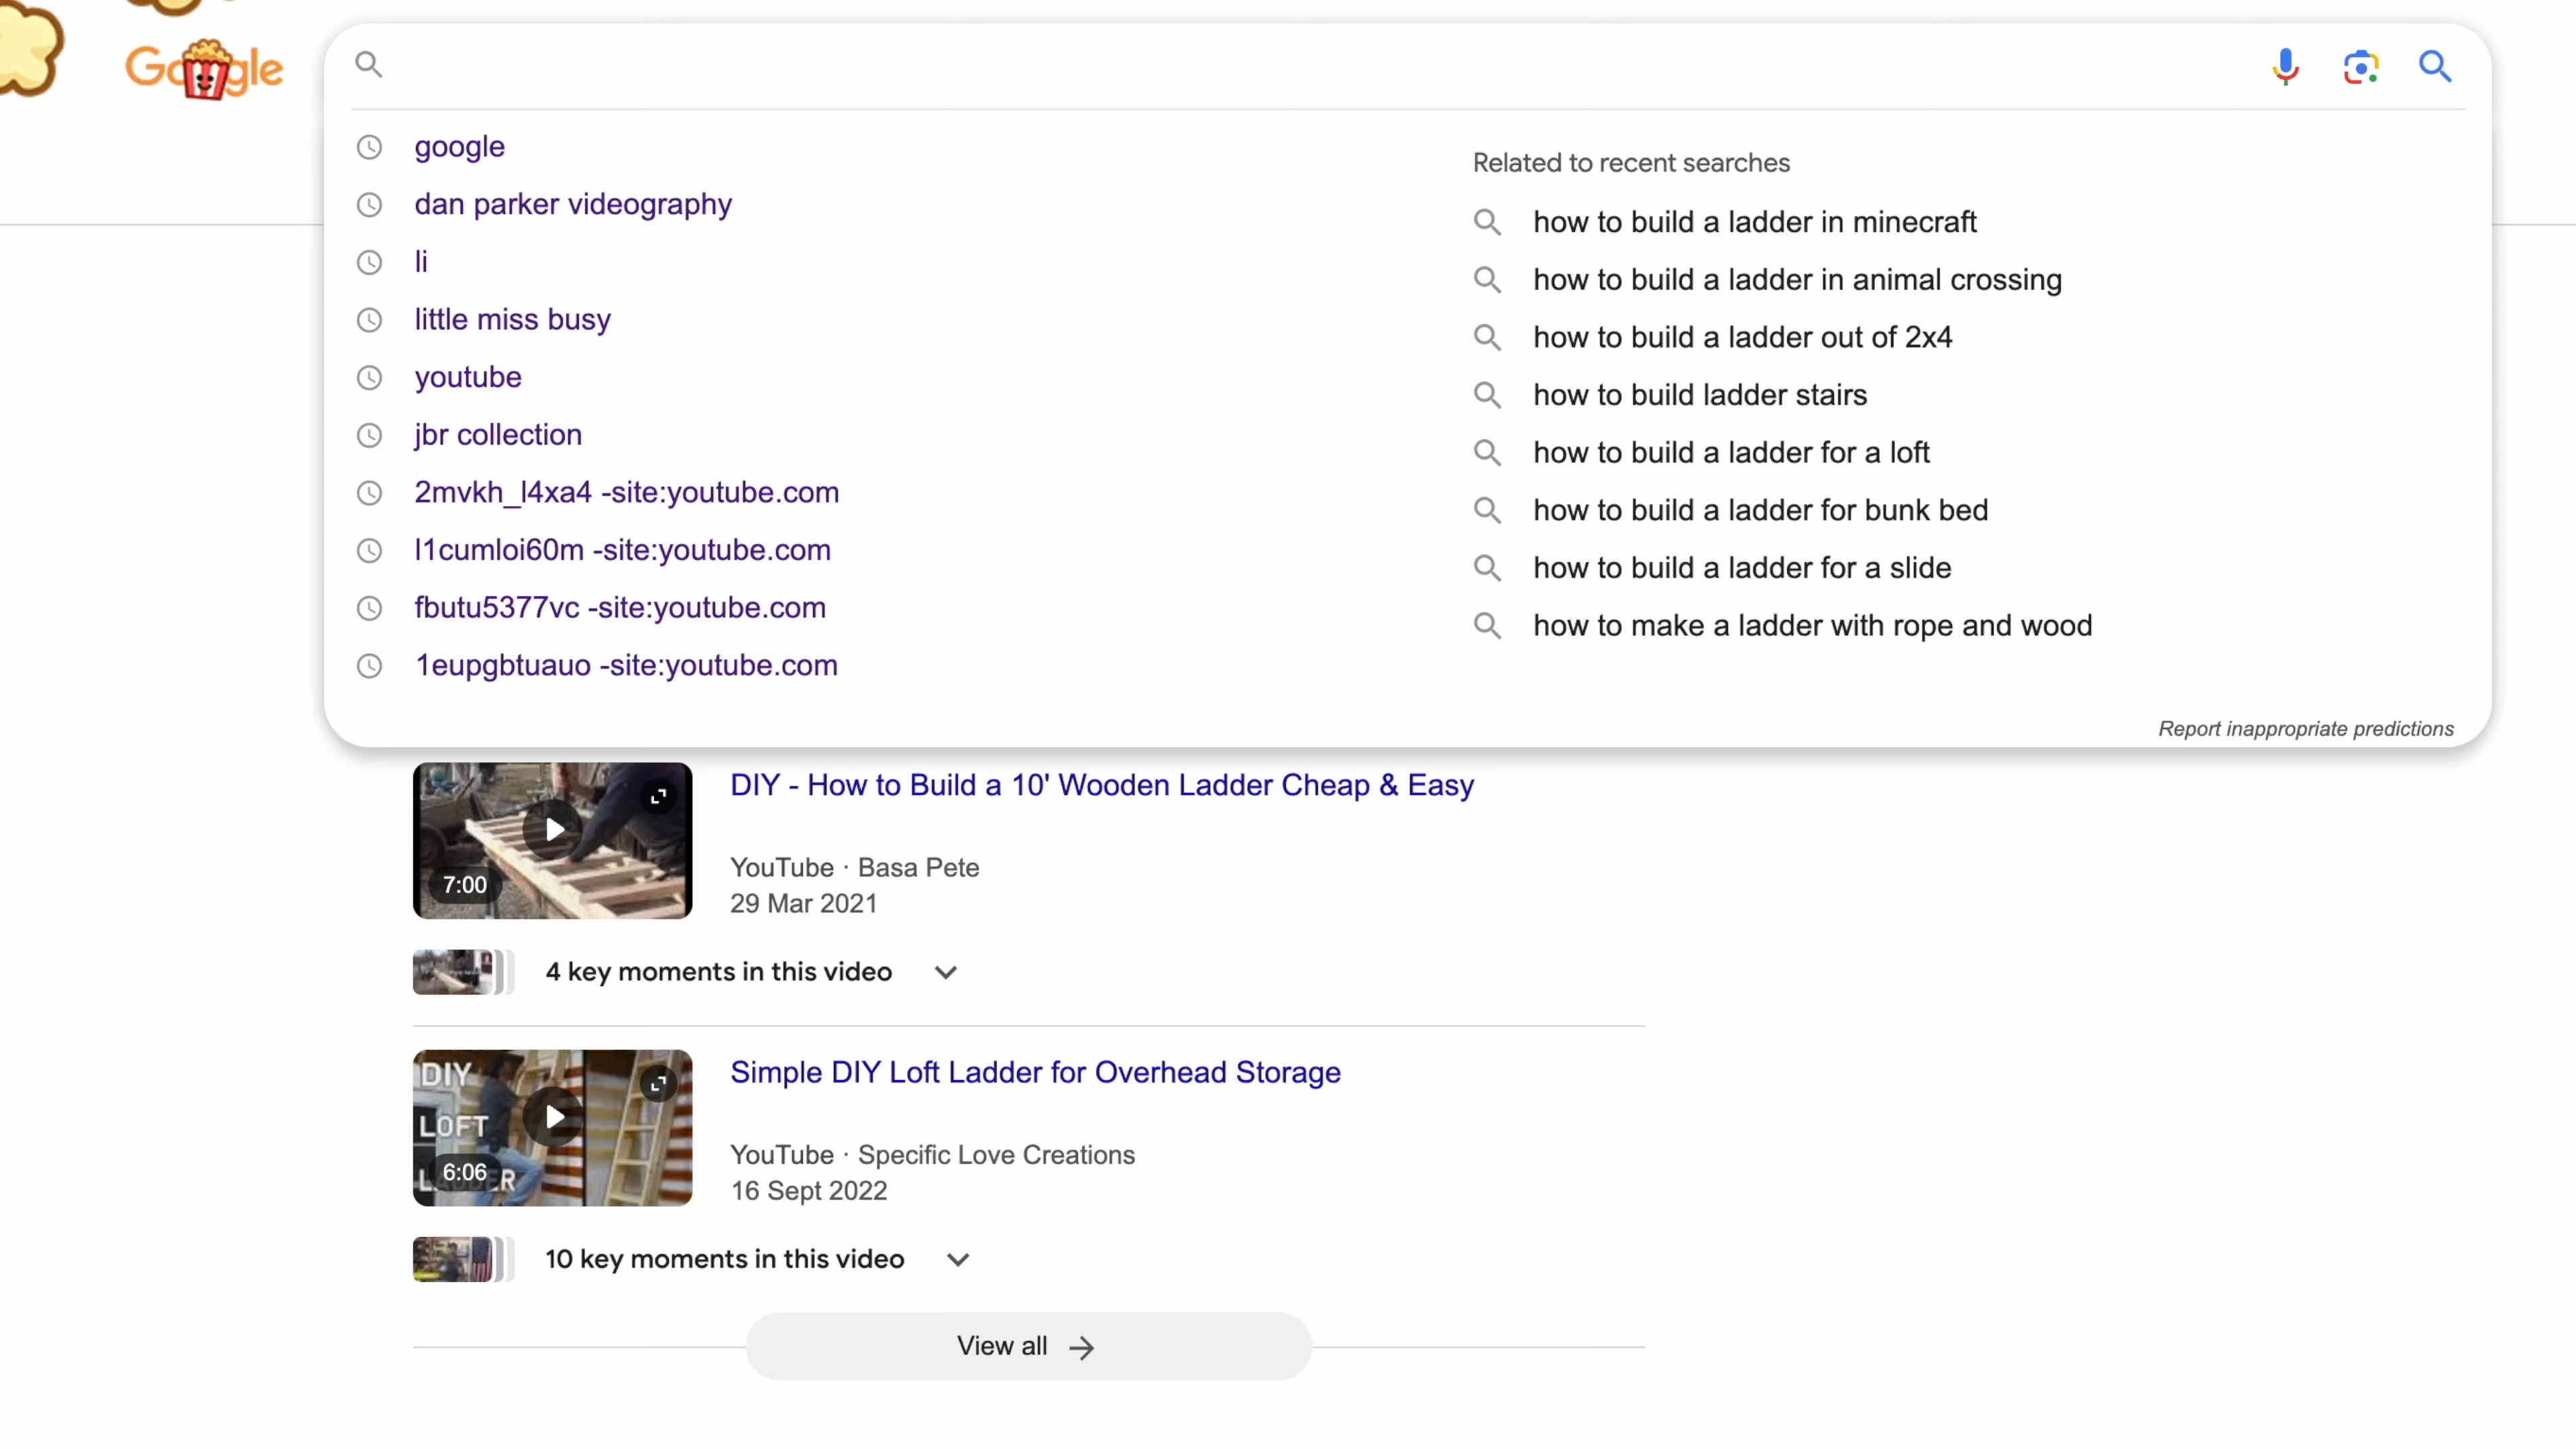 Google
google
dan parker videography
li
little miss busy
youtube
jbr collection
2mvkh_l4xa4 -site:youtube.com
l1cumloi60m -site:youtube.com
fbutu5377vc -site:youtube.com
1eupgbtuauo -site:youtube.com
Related to recent searches
how to build a ladder in minecraft
how to build a ladder in animal crossing
how to build a ladder out of 2x4
how to build ladder stairs
how to build a ladder for a loft
how to build a ladder for bunk bed
how to build a ladder for a slide
how to make a ladder with rope and wood
Report inappropriate predictions
7:00
DIY - How to Build a 10' Wooden Ladder Cheap & Easy
YouTube · Basa Pete
29 Mar 2021
4 key moments in this video
DIY
LOFT
6:06
Simple DIY Loft Ladder for Overhead Storage
YouTube · Specific Love Creations
16 Sept 2022
10 key moments in this video
View all